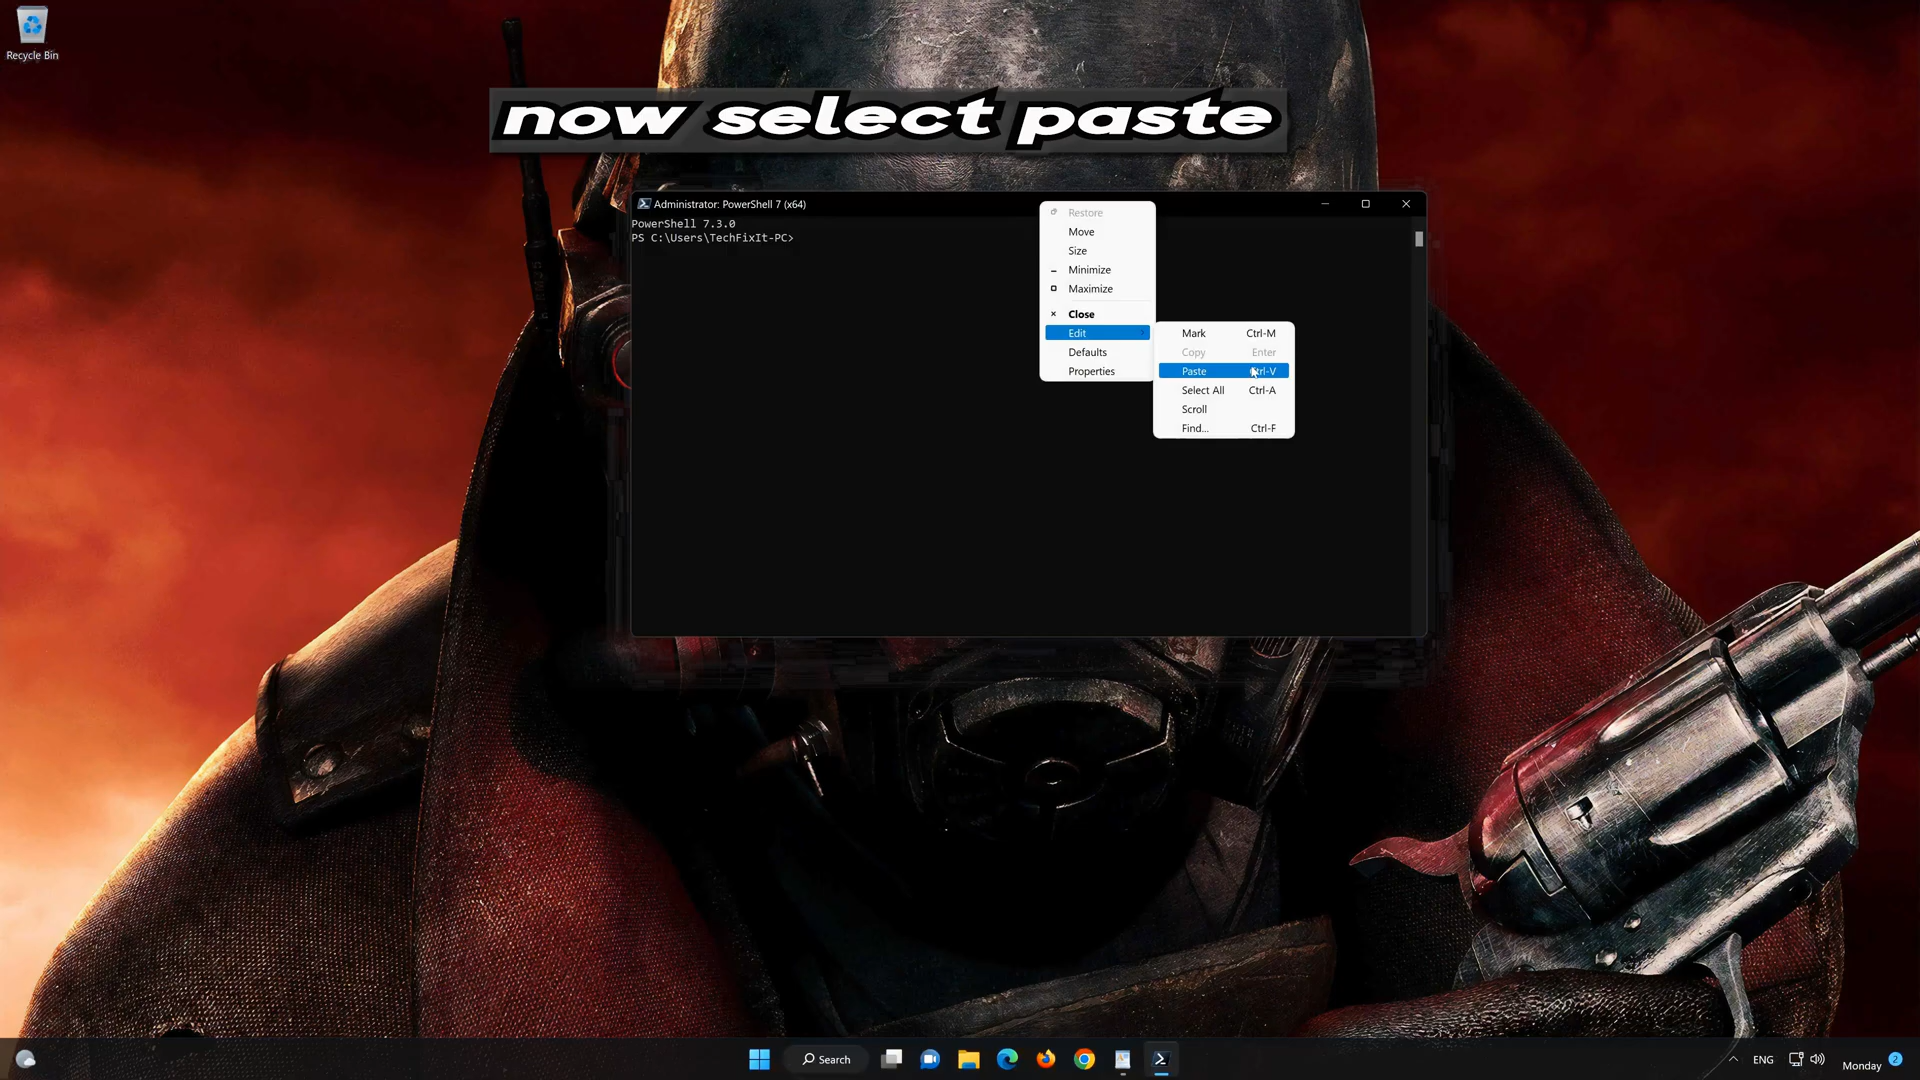 Recycle Bin
now select paste
Administrator: PowerShell 7 (x64)
PowerShell 7.3.0
PS C:\Users\TechFixIt-PC>
Restore
Move
Size
Minimize
Maximize
Close
Edit
Defaults
Properties
Mark Ctrl-M
Copy Enter
Paste Ctrl-V
Select All Ctrl-A
Scroll
Find... Ctrl-F
Search
ENG
Monday 2